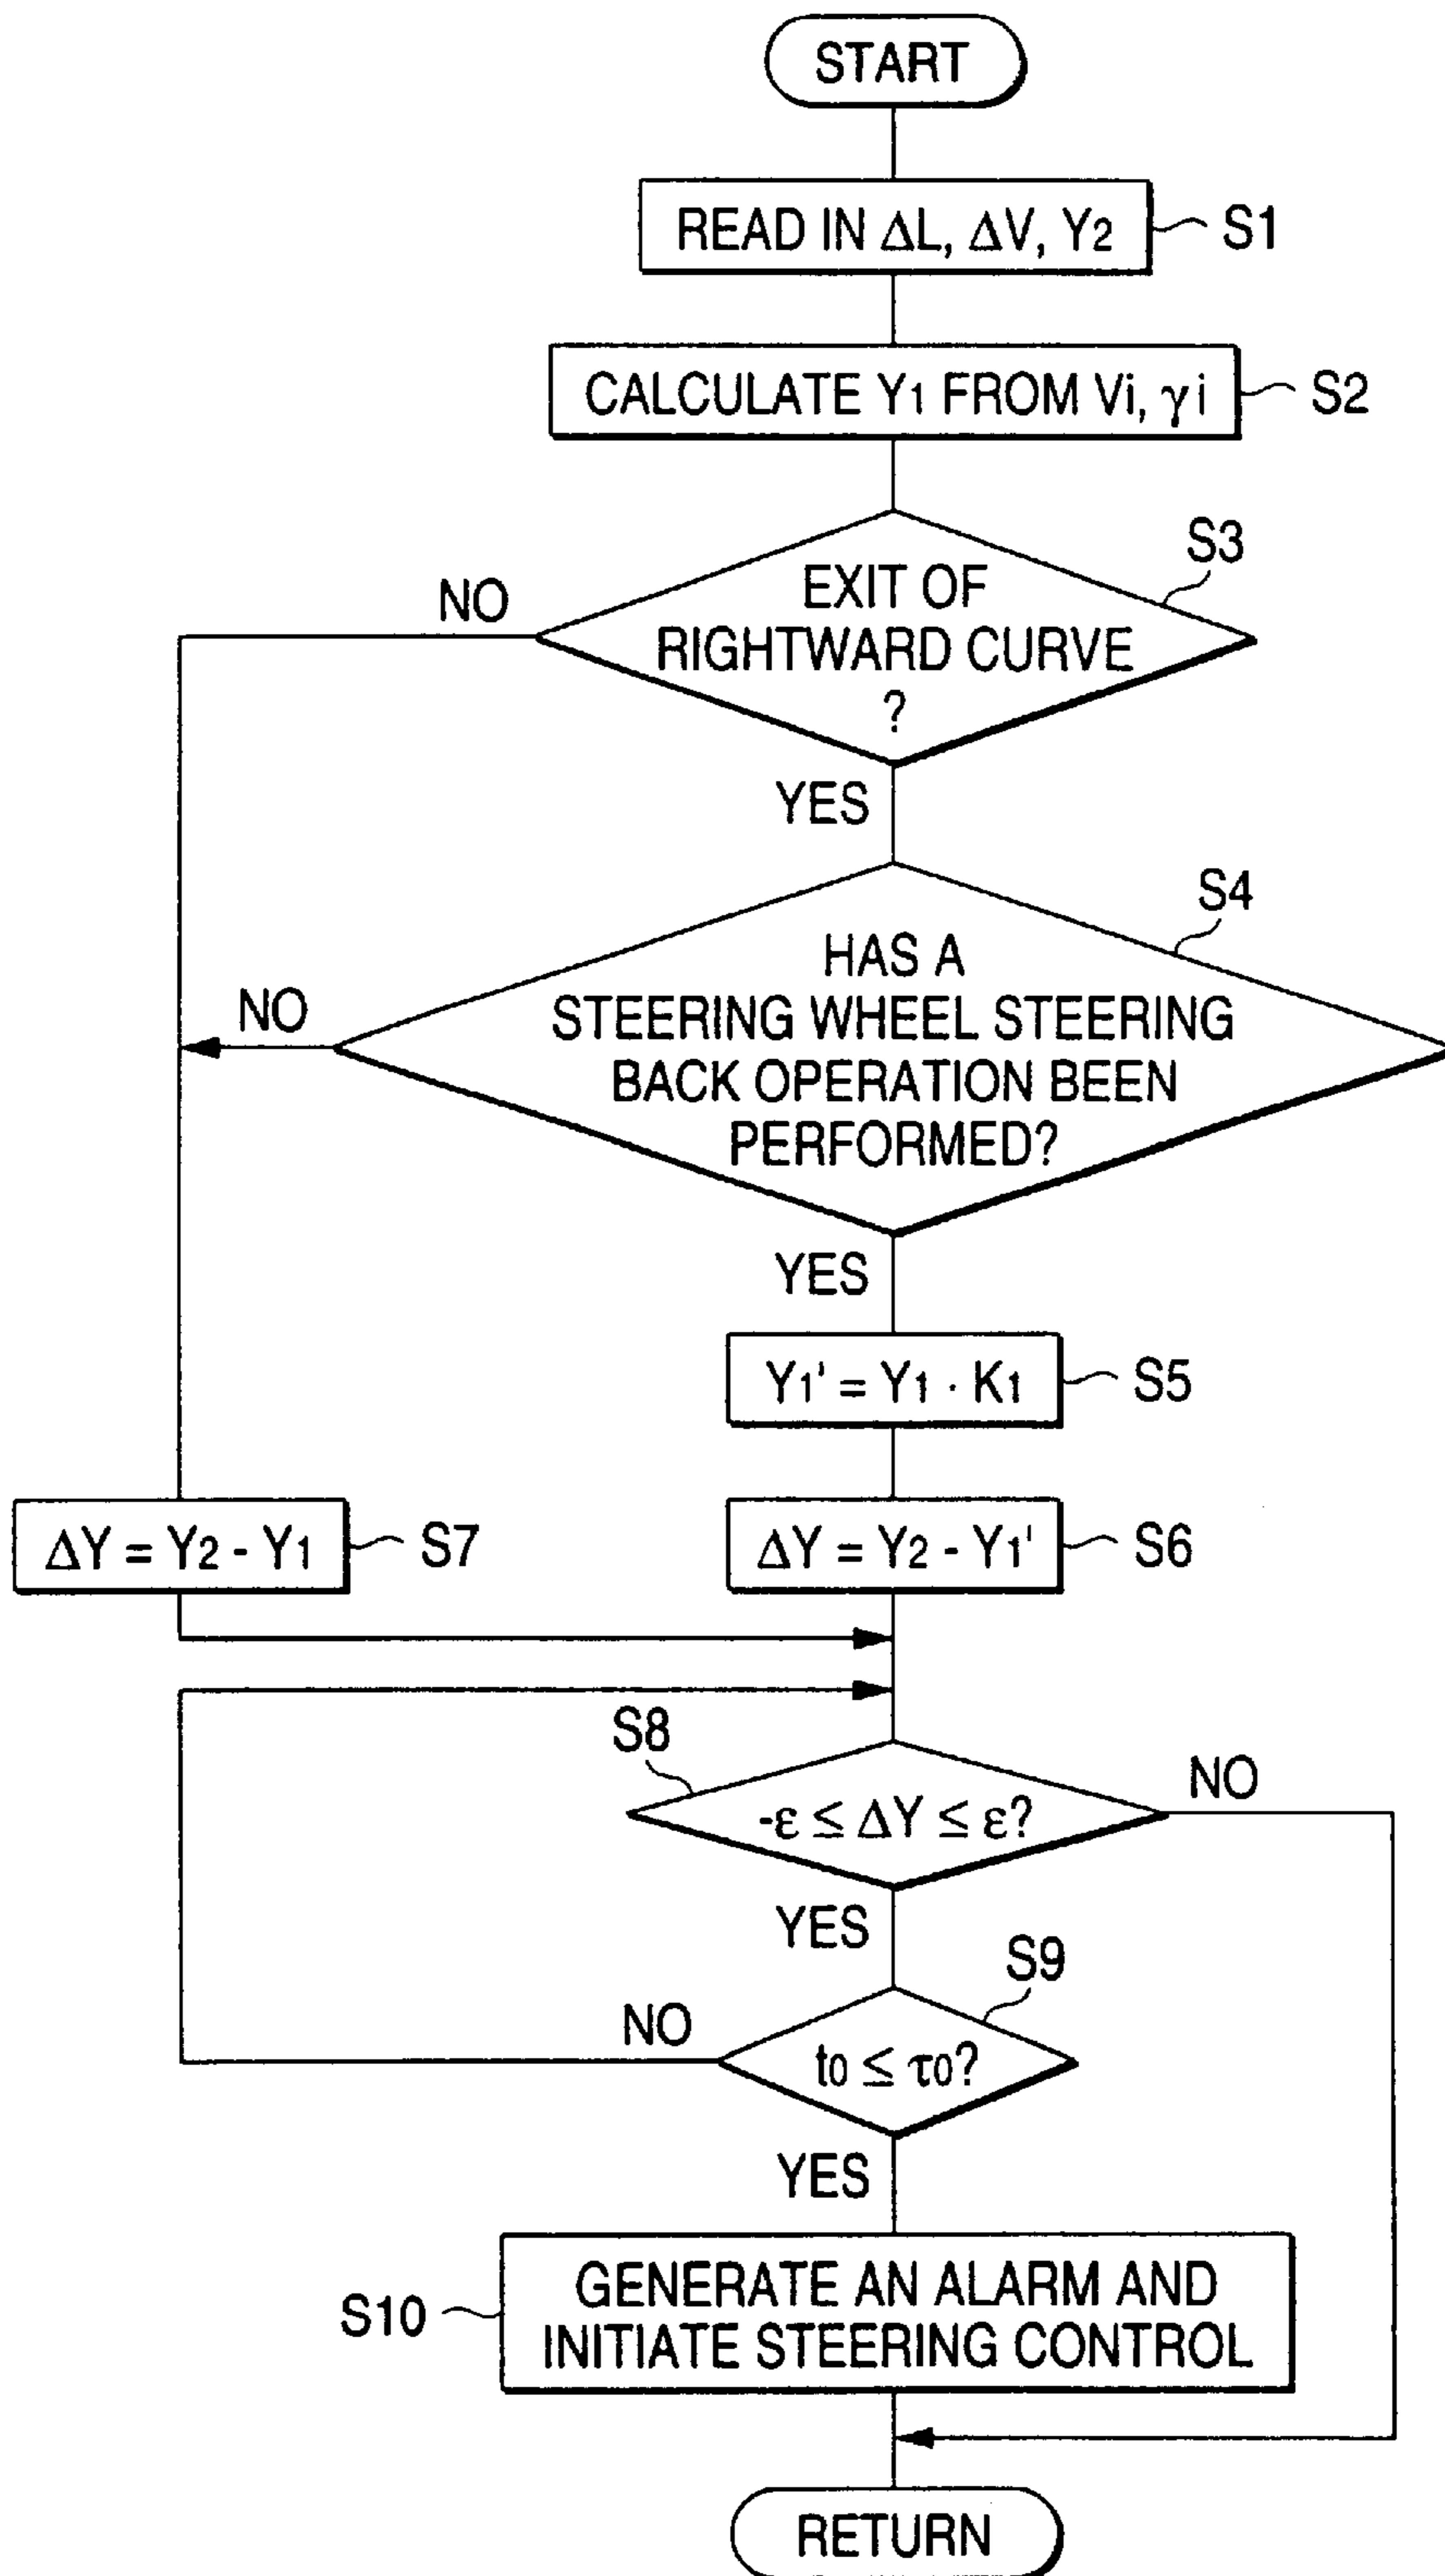 START
READ IN ΔL, ΔV, Y2
S1
CALCULATE Y1 FROM Vi, γi
S2
S3
NO
EXIT OF
RIGHTWARD CURVE
?
YES
S4
HAS A
NO
STEERING WHEEL STEERING
BACK OPERATION BEEN
PERFORMED?
YES
Y1' = Y1 · K1
S5
ΔY = Y2 - Y1
S7
ΔY = Y2 - Y1'
S6
S8
NO
-ε ≤ ΔY ≤ ε?
YES
S9
NO
t0 ≤ τ0?
YES
S10
GENERATE AN ALARM AND
INITIATE STEERING CONTROL
RETURN